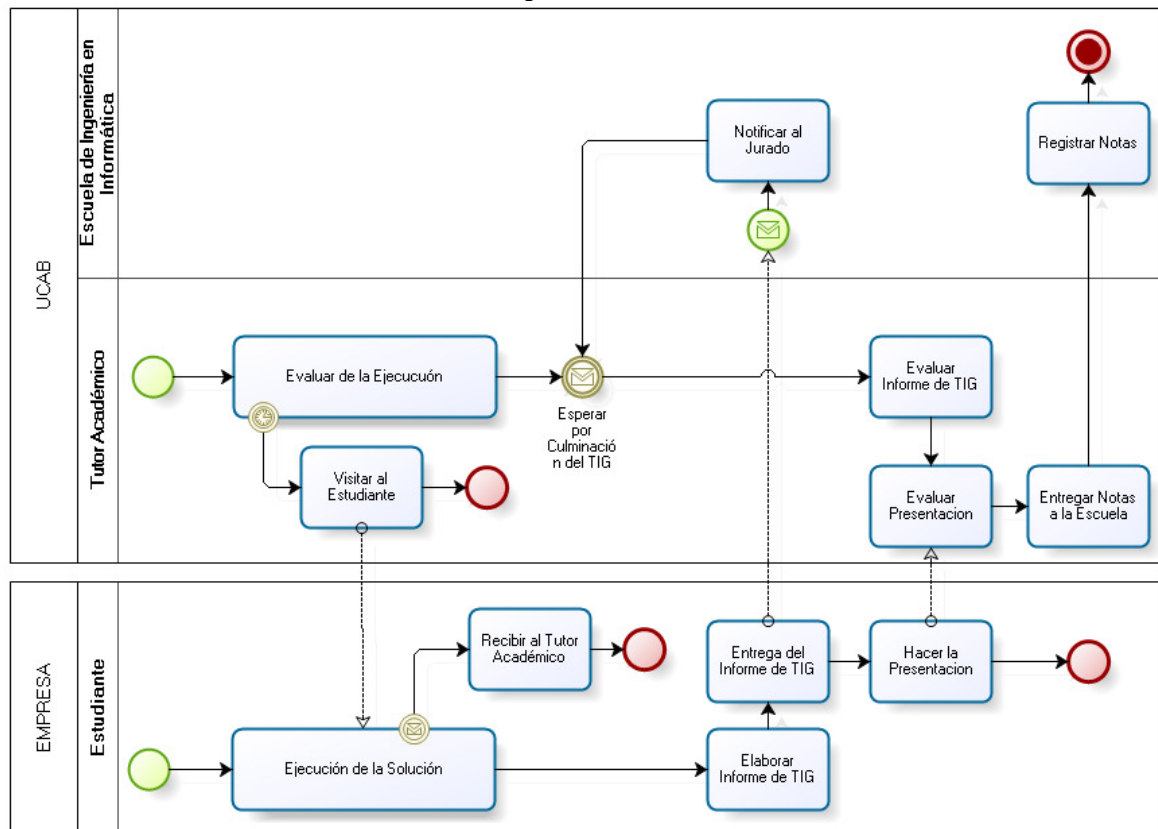 UCAB
Escuela de Ingeniería en
Informática
Notificar al
Jurado
Registrar Notas
Tutor Académico
Evaluar de la Ejecucuón
Esperar
por
Culminació
n del TIG
Evaluar
Informe de TIG
Visitar al
Estudiante
Evaluar
Presentacion
Entregar Notas
a la Escuela
EMPRESA
Estudiante
Recibir al Tutor
Académico
Entrega del
Informe de TIG
Hacer la
Presentacion
Ejecución de la Solución
Elaborar
Informe de TIG